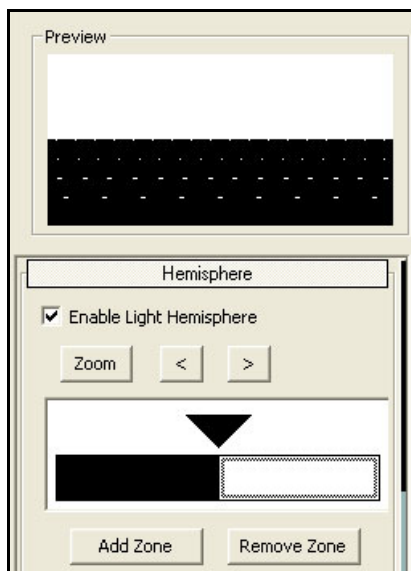 Preview
Hemisphere
Enable Light Hemisphere
Zoom < >
Add Zone Remove Zone